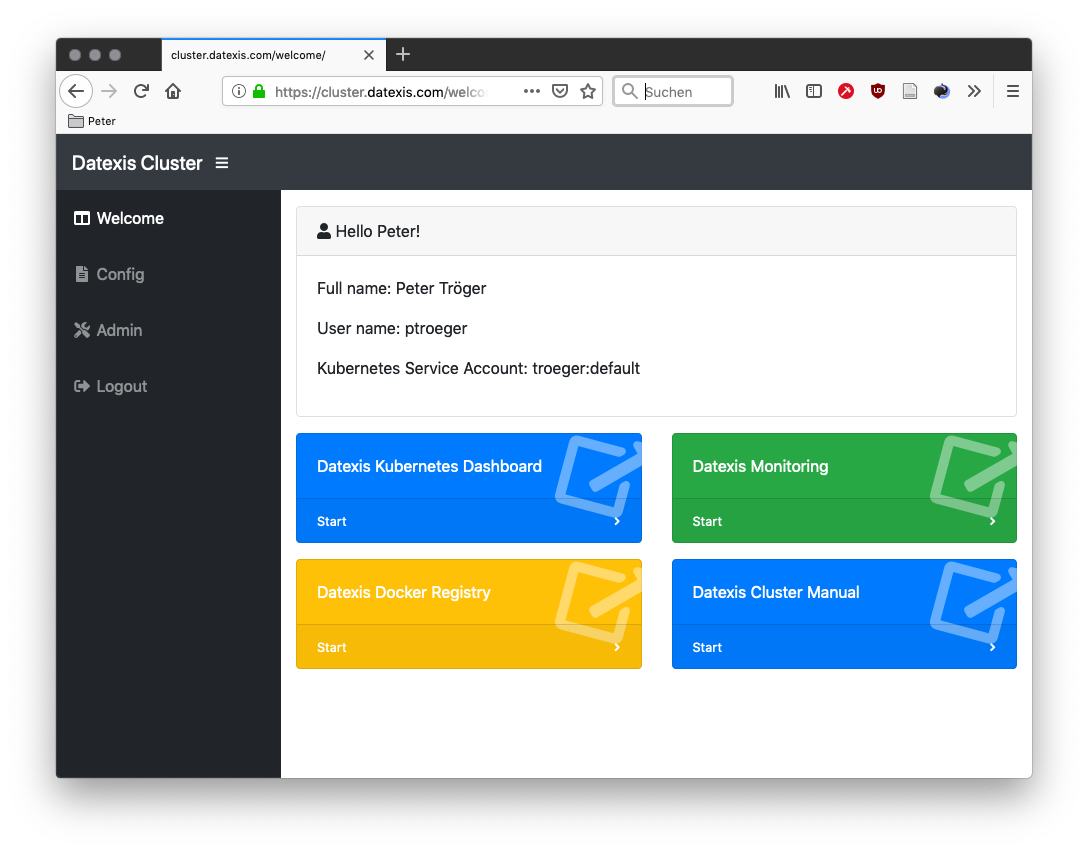 cluster.datexis.com/welcome/
https://cluster.datexis.com/welco
Suchen
Peter
Datexis Cluster
Welcome
Config
Admin
Logout
Hello Peter!
Full name: Peter Tröger
User name: ptroeger
Kubernetes Service Account: troeger:default
Datexis Kubernetes Dashboard
Start
Datexis Monitoring
Start
Datexis Docker Registry
Start
Datexis Cluster Manual
Start